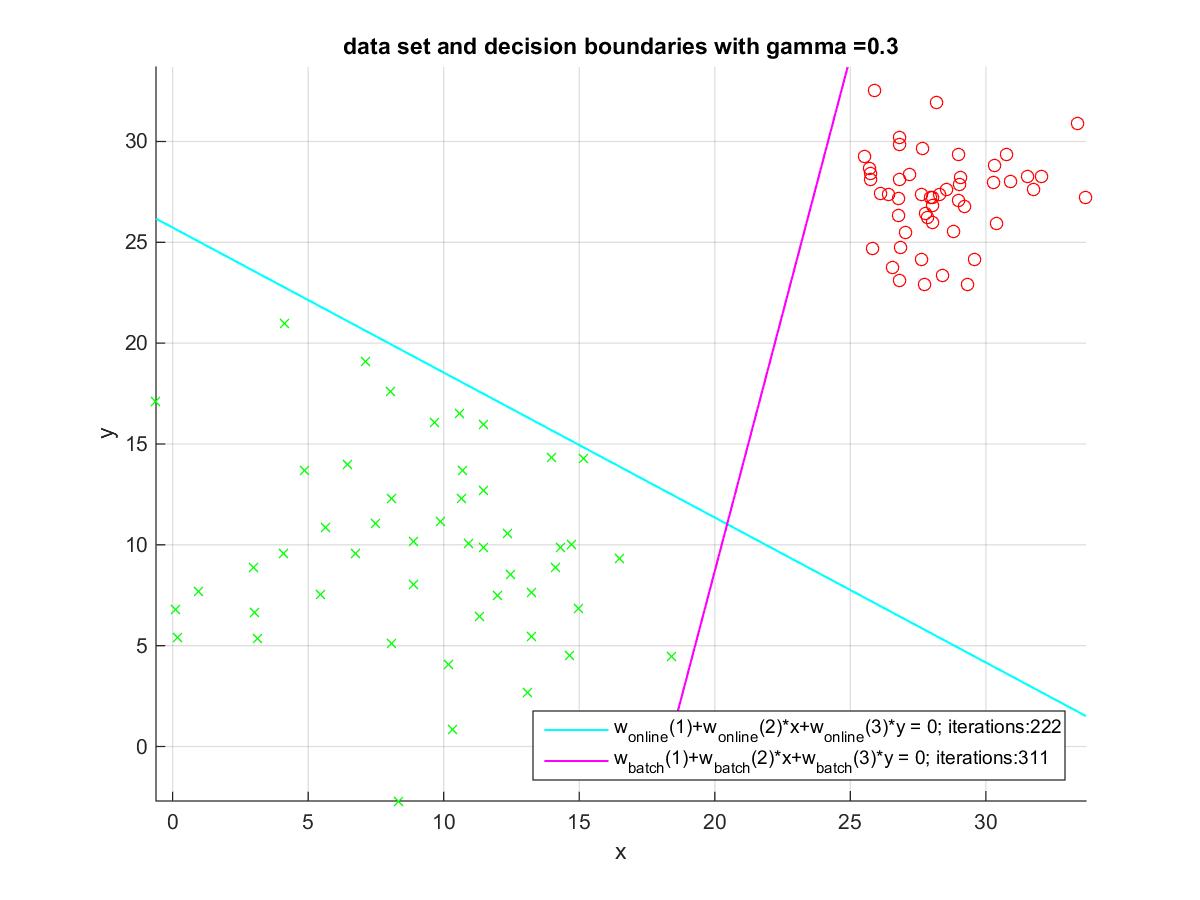 data set and decision boundaries with gamma =0.3
30
25
20
15
10
5
0
y
w_online(1)+w_online(2)*x+w_online(3)*y = 0; iterations:222
w_batch(1)+w_batch(2)*x+w_batch(3)*y = 0; iterations:311
0 5 10 15 20 25 30
x